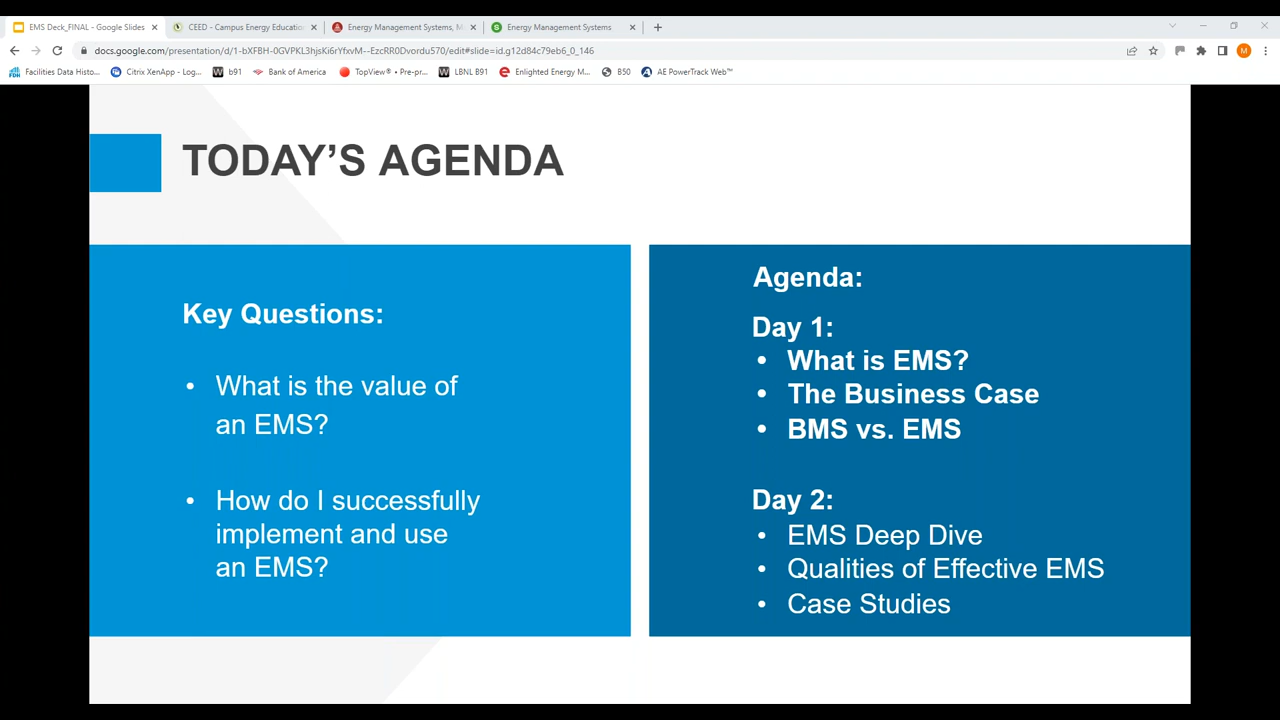 EMS Deck_FINAL - Google Slides
CEED - Campus Energy Education
Energy Management Systems, M
Energy Management Systems
docs.google.com/presentation/d/1-bXFBH-0GVPKL3hjsKi6rYfxvM--EzcRR0Dvordu570/edit#slide=id.g12d84c79eb6_0_146
M
Facilities Data Histo...
Citrix XenApp - Log...
b91
Bank of America
TopView® • Pre-pr...
LBNL B91
Enlighted Energy M...
B50
AE PowerTrack Web™
TODAY'S AGENDA
Key Questions:
• What is the value of
an EMS?
• How do I successfully
implement and use
an EMS?
Agenda:
Day 1:
• What is EMS?
• The Business Case
• BMS vs. EMS
Day 2:
• EMS Deep Dive
• Qualities of Effective EMS
• Case Studies